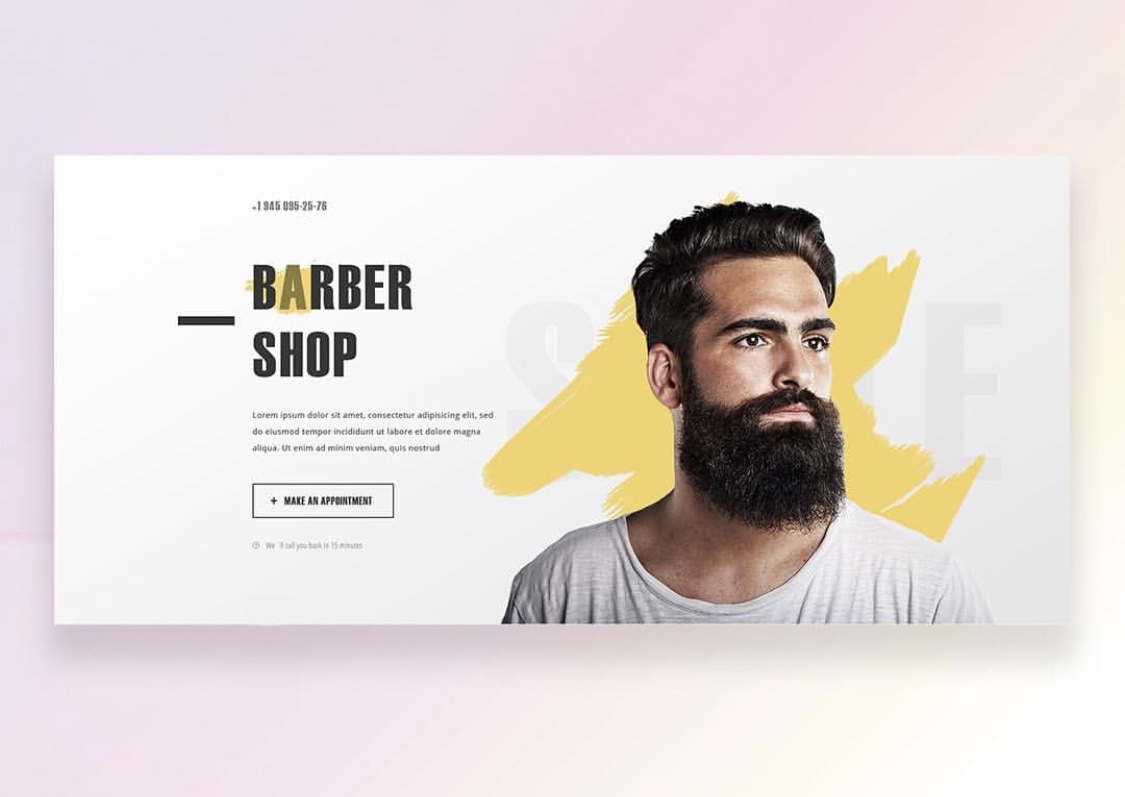 +1 945 095-25-76
BARBER
SHOP
Lorem ipsum dolor sit amet, consectetur adipisicing elit, sed
do eiusmod tempor incididunt ut labore et dolore magna
aliqua. Ut enim ad minim veniam, quis nostrud
+ MAKE AN APPOINTMENT
We ´ll call you back in 15 minutes